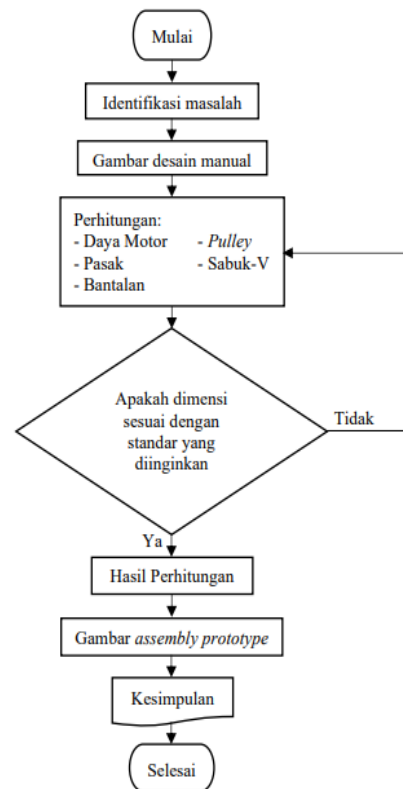 Mulai
Identifikasi masalah
Gambar desain manual
Perhitungan:
- Daya Motor - Pulley
- Pasak - Sabuk-V
- Bantalan
Apakah dimensi
sesuai dengan
standar yang
diinginkan
Tidak
Ya
Hasil Perhitungan
Gambar assembly prototype
Kesimpulan
Selesai